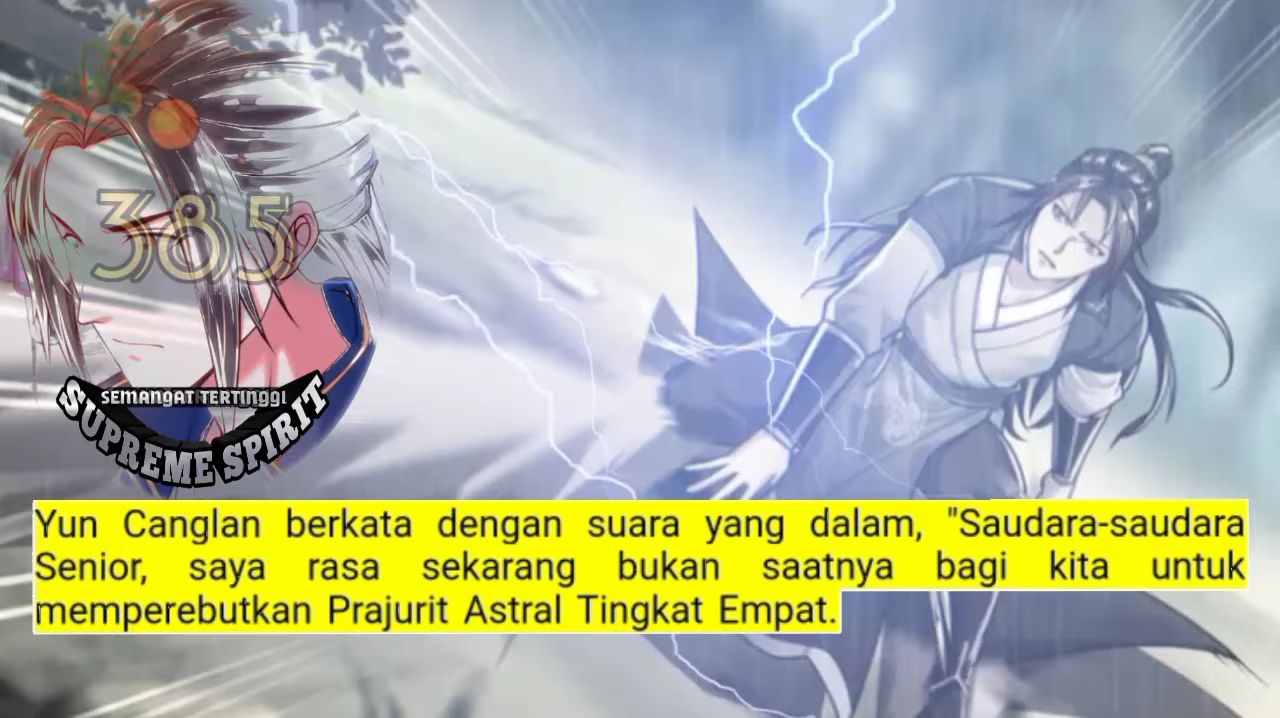 385
SEMANGAT TERTINGGI
SUPREME SPIRIT
Yun Canglan berkata dengan suara yang dalam, "Saudara-saudara
Senior, saya rasa sekarang bukan saatnya bagi kita untuk
memperebutkan Prajurit Astral Tingkat Empat.